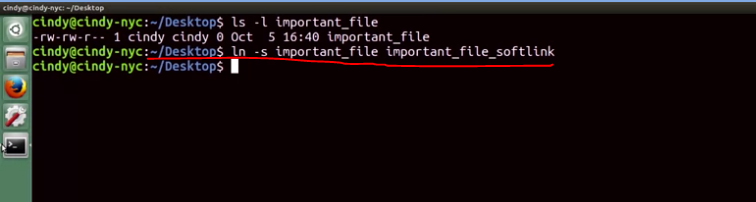 cindy@cindy-nyc: ~/Desktop
cindy@cindy-nyc:~/Desktop$ ls -l important_file
-rw-rw-r-- 1 cindy cindy 0 Oct  5 16:40 important_file
cindy@cindy-nyc:~/Desktop$ ln -s important_file important_file_softlink
cindy@cindy-nyc:~/Desktop$